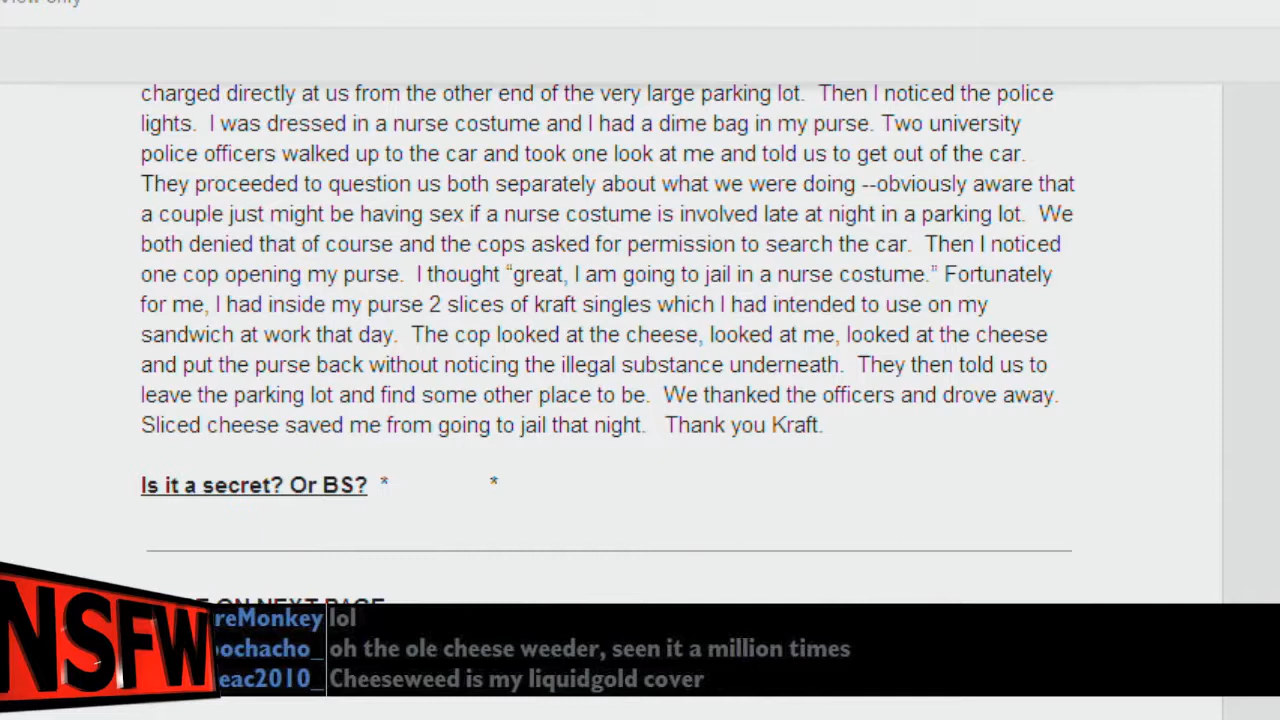 View only
charged directly at us from the other end of the very large parking lot.  Then I noticed the police
lights.  I was dressed in a nurse costume and I had a dime bag in my purse. Two university
police officers walked up to the car and took one look at me and told us to get out of the car.
They proceeded to question us both separately about what we were doing --obviously aware that
a couple just might be having sex if a nurse costume is involved late at night in a parking lot.  We
both denied that of course and the cops asked for permission to search the car.  Then I noticed
one cop opening my purse.  I thought “great, I am going to jail in a nurse costume.” Fortunately
for me, I had inside my purse 2 slices of kraft singles which I had intended to use on my
sandwich at work that day.  The cop looked at the cheese, looked at me, looked at the cheese
and put the purse back without noticing the illegal substance underneath.  They then told us to
leave the parking lot and find some other place to be.  We thanked the officers and drove away.
Sliced cheese saved me from going to jail that night.   Thank you Kraft.
Is it a secret? Or BS? * *
ON NEXT PAGE
reMonkey lol
ochacho_ oh the ole cheese weeder, seen it a million times
eac2010_ Cheeseweed is my liquidgold cover
NSFW